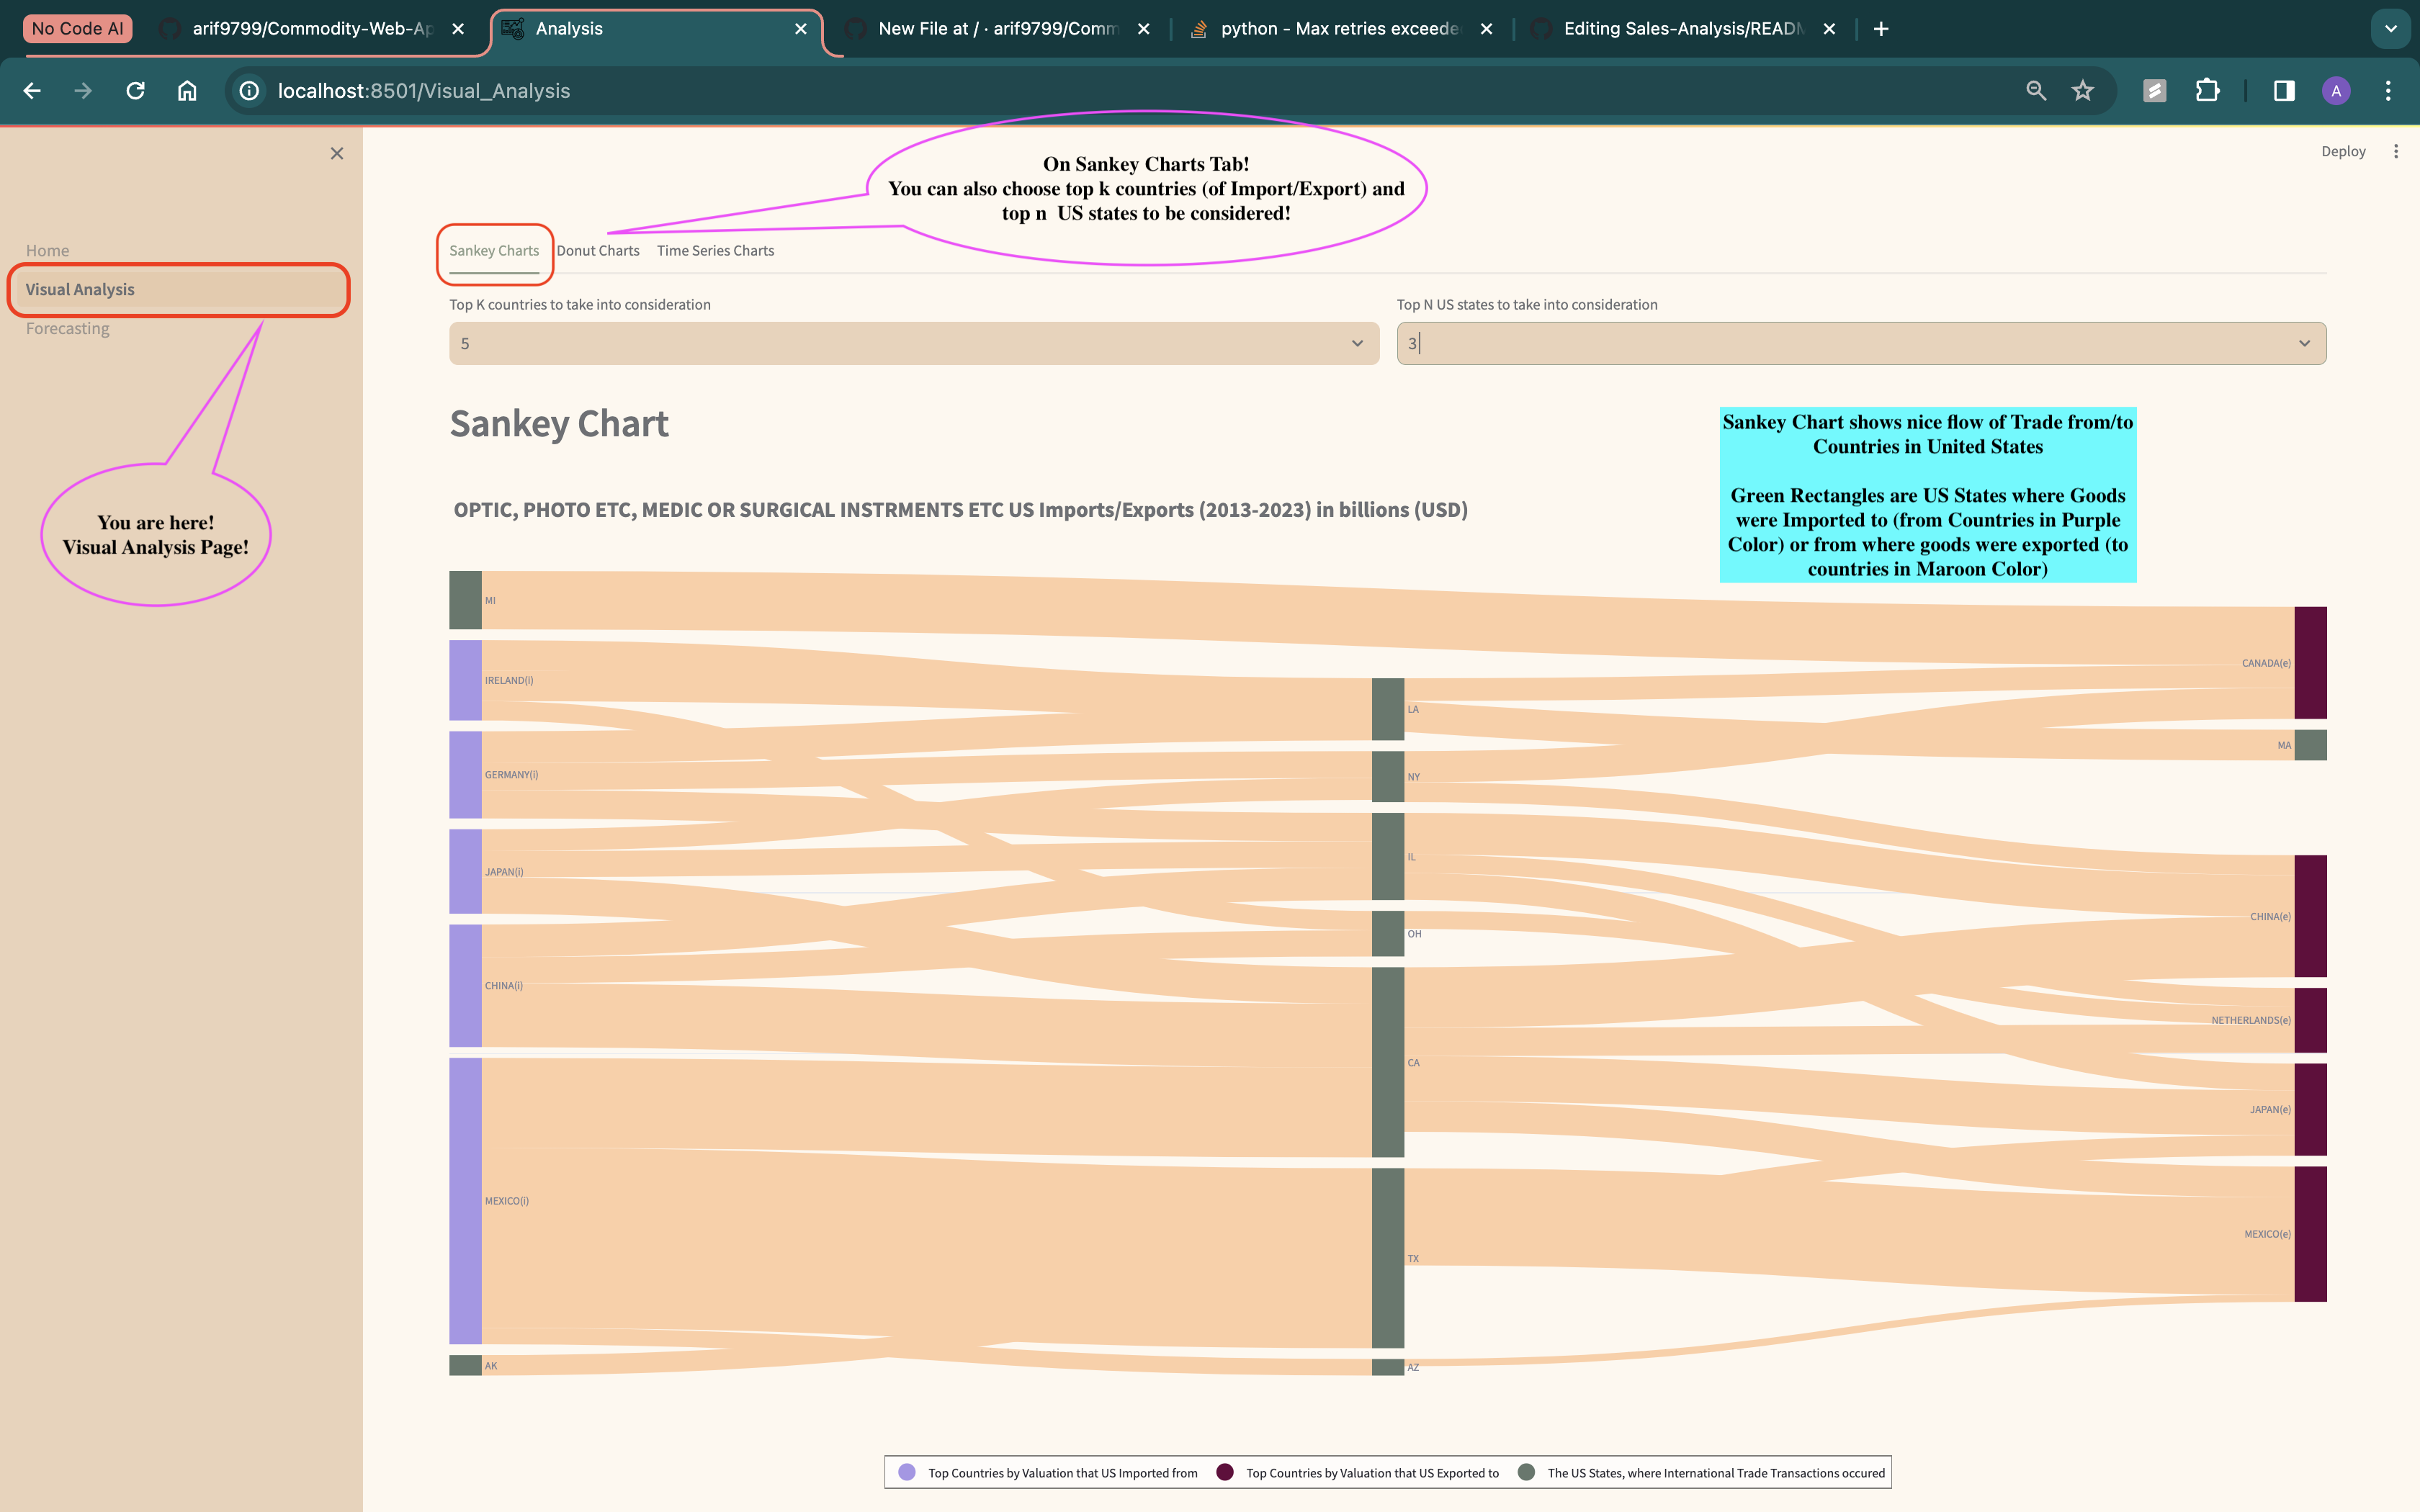 No Code AI
arif9799/Commodity-Web-Ap
Analysis
New File at / · arif9799/Comm
python - Max retries exceede
Editing Sales-Analysis/READM
localhost:8501/Visual_Analysis
A
Deploy
On Sankey Charts Tab!
You can also choose top k countries (of Import/Export) and
top n US states to be considered!
Home
Visual Analysis
Forecasting
You are here!
Visual Analysis Page!
Sankey Charts
Donut Charts
Time Series Charts
Top K countries to take into consideration
5
Top N US states to take into consideration
3
Sankey Chart
Sankey Chart shows nice flow of Trade from/to
Countries in United States
Green Rectangles are US States where Goods
were Imported to (from Countries in Purple
Color) or from where goods were exported (to
countries in Maroon Color)
OPTIC, PHOTO ETC, MEDIC OR SURGICAL INSTRMENTS ETC US Imports/Exports (2013-2023) in billions (USD)
MI
IRELAND(i)
GERMANY(i)
JAPAN(i)
CHINA(i)
MEXICO(i)
AK
LA
NY
IL
OH
CA
TX
AZ
CANADA(e)
MA
CHINA(e)
NETHERLANDS(e)
JAPAN(e)
MEXICO(e)
Top Countries by Valuation that US Imported from
Top Countries by Valuation that US Exported to
The US States, where International Trade Transactions occured